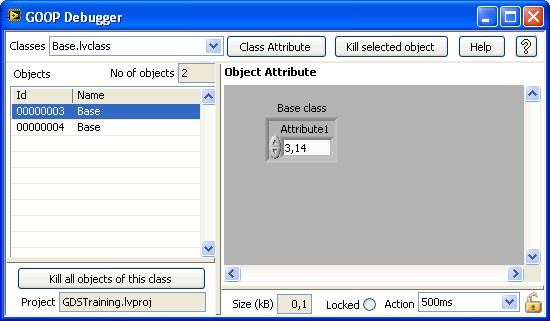 GOOP Debugger
Classes Base.lvclass Class Attribute Kill selected object Help ?
Objects No of objects 2
Id Name
00000003 Base
00000004 Base
Object Attribute
Base class
Attribute1
3,14
Kill all objects of this class
Project GDSTraining.lvproj
Size (kB) 0,1 Locked Action 500ms